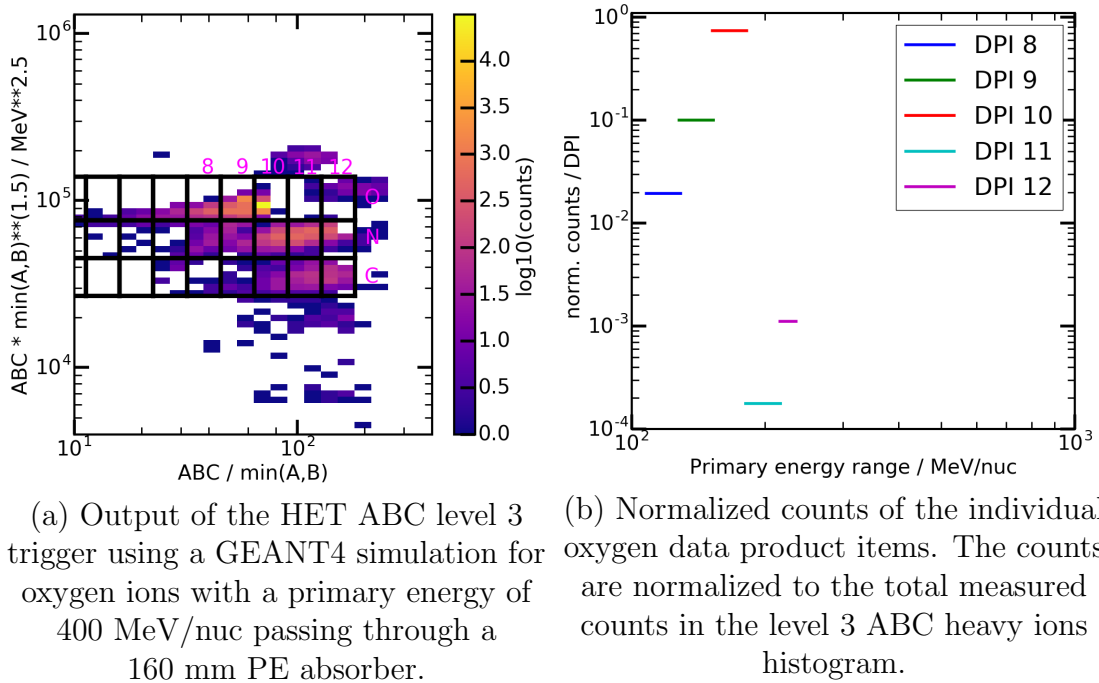 10^6
10^5
10^4
10^1
10^2
ABC * min(A,B)**(1.5) / MeV**2.5
ABC / min(A,B)
8 9 10 11 12
O
N
C
4.0
3.5
3.0
2.5
2.0
1.5
1.0
0.5
0.0
log10(counts)
10^0
10^-1
10^-2
10^-3
10^-4
10^2
10^3
norm. counts / DPI
Primary energy range / MeV/nuc
DPI 8
DPI 9
DPI 10
DPI 11
DPI 12
(a) Output of the HET ABC level 3
trigger using a GEANT4 simulation for
oxygen ions with a primary energy of
400 MeV/nuc passing through a
160 mm PE absorber.
(b) Normalized counts of the individual
oxygen data product items. The counts
are normalized to the total measured
counts in the level 3 ABC heavy ions
histogram.